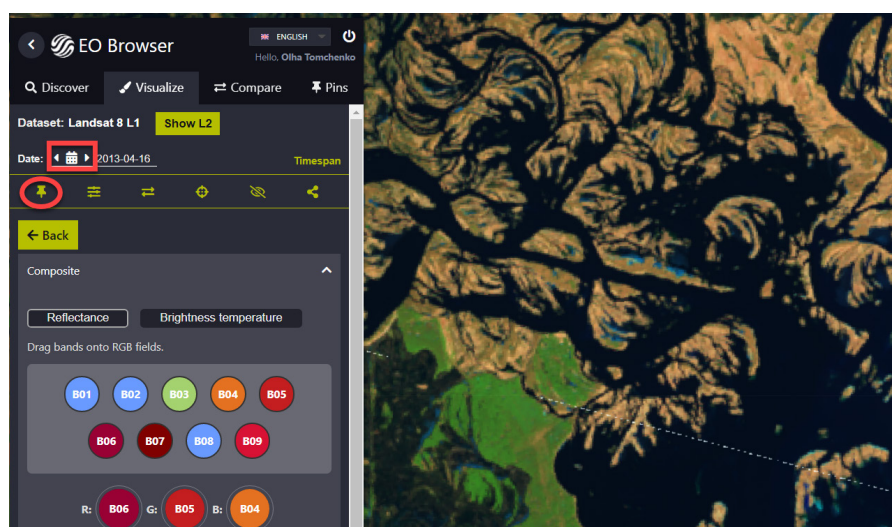 EO Browser
ENGLISH
Hello, Olha Tomchenko
Discover Visualize Compare Pins
Dataset: Landsat 8 L1 Show L2
Date: 2013-04-16 Timespan
Back
Composite
Reflectance Brightness temperature
Drag bands onto RGB fields.
B01 B02 B03 B04 B05
B06 B07 B08 B09
R: B06 G: B05 B: B04